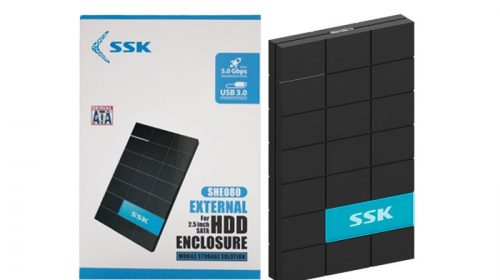 SSK
5.0 Gbps
USB 3.0
SERIAL
ATA
SSK
SHE080
EXTERNAL
For 2.5 inch SATA HDD
ENCLOSURE
MOBILE STORAGE SOLUTION
SSK